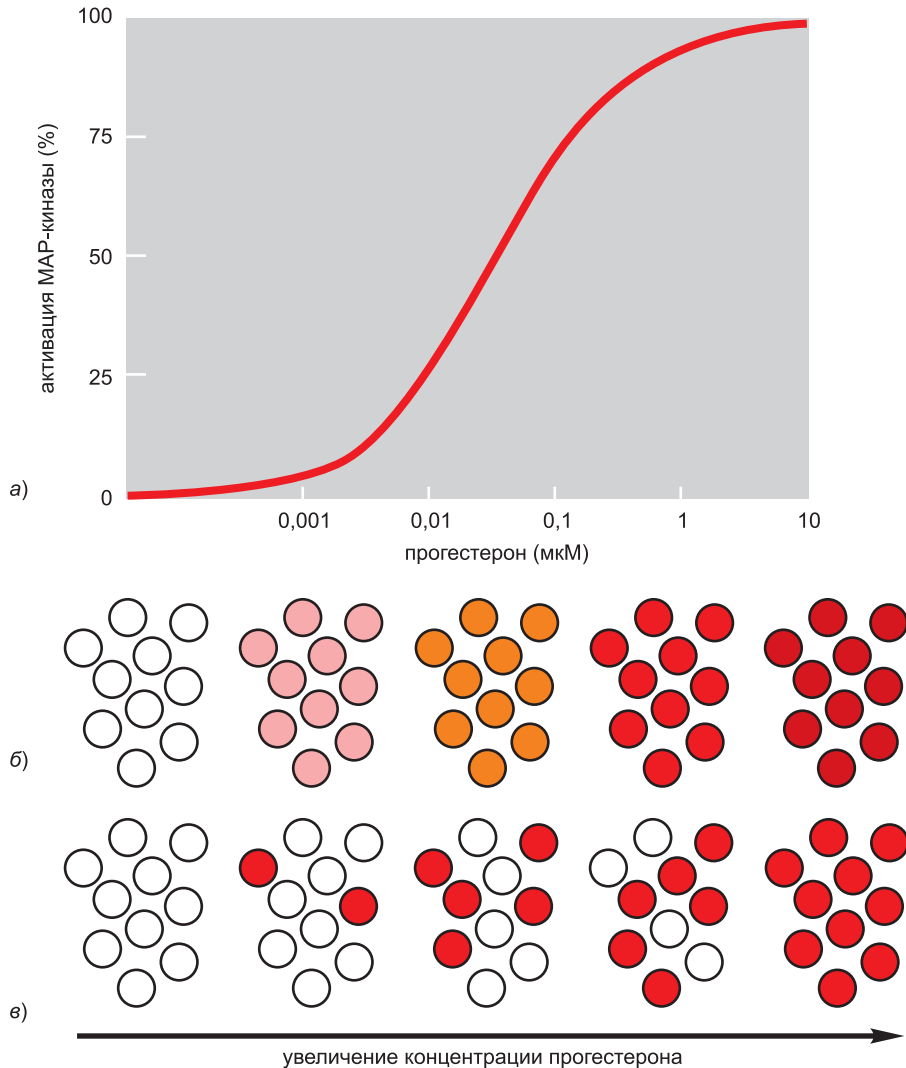 100
75
50
25
0
активация МАР-киназы (%)
а)
0,001 0,01 0,1 1 10
прогестерон (мкМ)
б)
в)
увеличение концентрации прогестерона